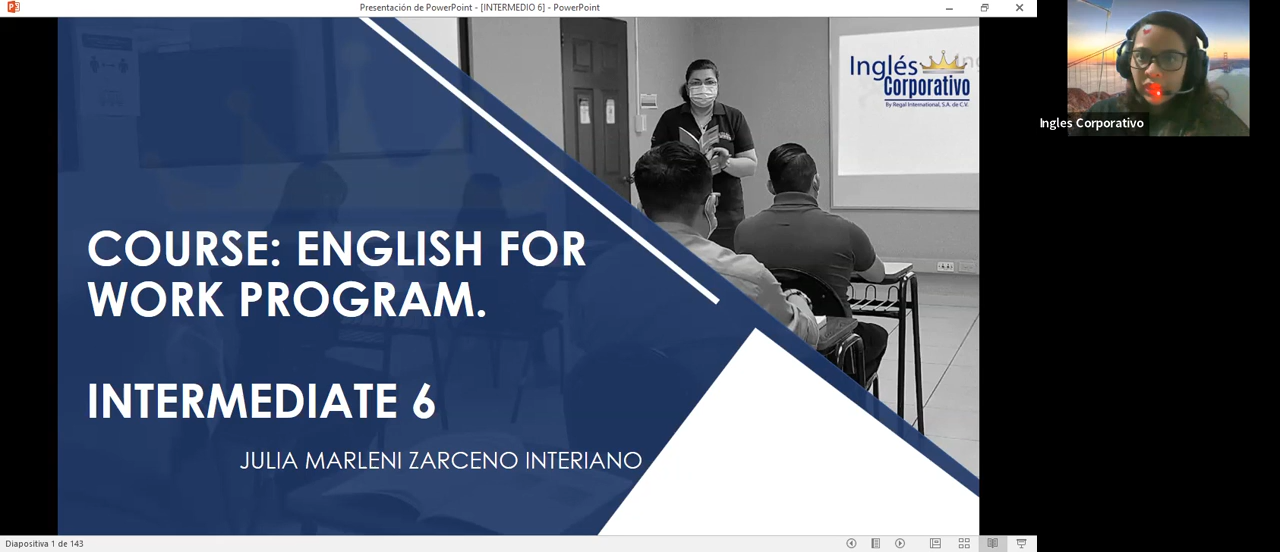 Presentación de PowerPoint - [INTERMEDIO 6] - PowerPoint
Inglés
Corporativo
By Regal International, S.A. de C.V.
Ingles Corporativo
COURSE: ENGLISH FOR
WORK PROGRAM.
INTERMEDIATE 6
JULIA MARLENI ZARCENO INTERIANO
Diapositiva 1 de 143